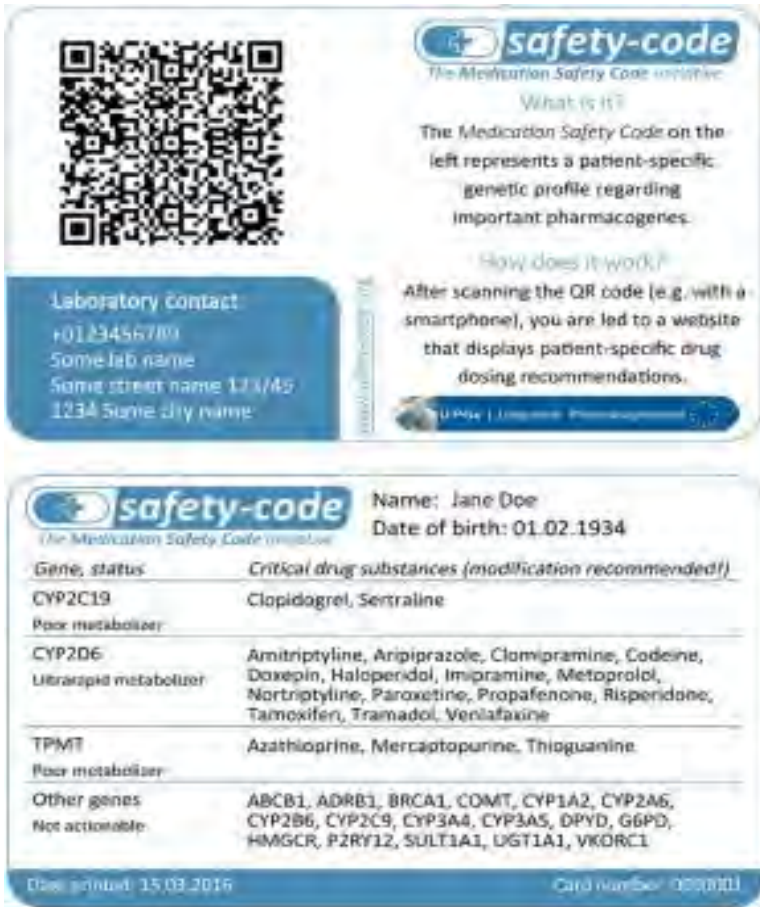 safety-code
The Medication Safety Code initiative
What is it?
The Medication Safety Code on the
left represents a patient-specific
genetic profile regarding
important pharmacogenes.
How does it work?
After scanning the QR code (e.g. with a
smartphone), you are led to a website
that displays patient-specific drug
dosing recommendations.
Laboratory contact
+0123456789
Some lab name
Some street name 123/45
1234 Some city name
U-PGx | Ubiquitous Pharmacogenomics
safety-code
The Medication Safety Code initiative
Name: Jane Doe
Date of birth: 01.02.1934
Gene, status Critical drug substances (modification recommended!)
CYP2C19 Clopidogrel, Sertraline
Poor metabolizer
CYP2D6 Amitriptyline, Aripiprazole, Clomipramine, Codeine,
Ultrarapid metabolizer Doxepin, Haloperidol, Imipramine, Metoprolol,
Nortriptyline, Paroxetine, Propafenone, Risperidone,
Tamoxifen, Tramadol, Venlafaxine
TPMT Azathioprine, Mercaptopurine, Thioguanine
Poor metabolizer
Other genes ABCB1, ADRB1, BRCA1, COMT, CYP1A2, CYP2A6,
Not actionable CYP2B6, CYP2C9, CYP3A4, CYP3A5, DPYD, G6PD,
HMGCR, P2RY12, SULT1A1, UGT1A1, VKORC1
Date printed: 15.03.2016
Card number: 0000001